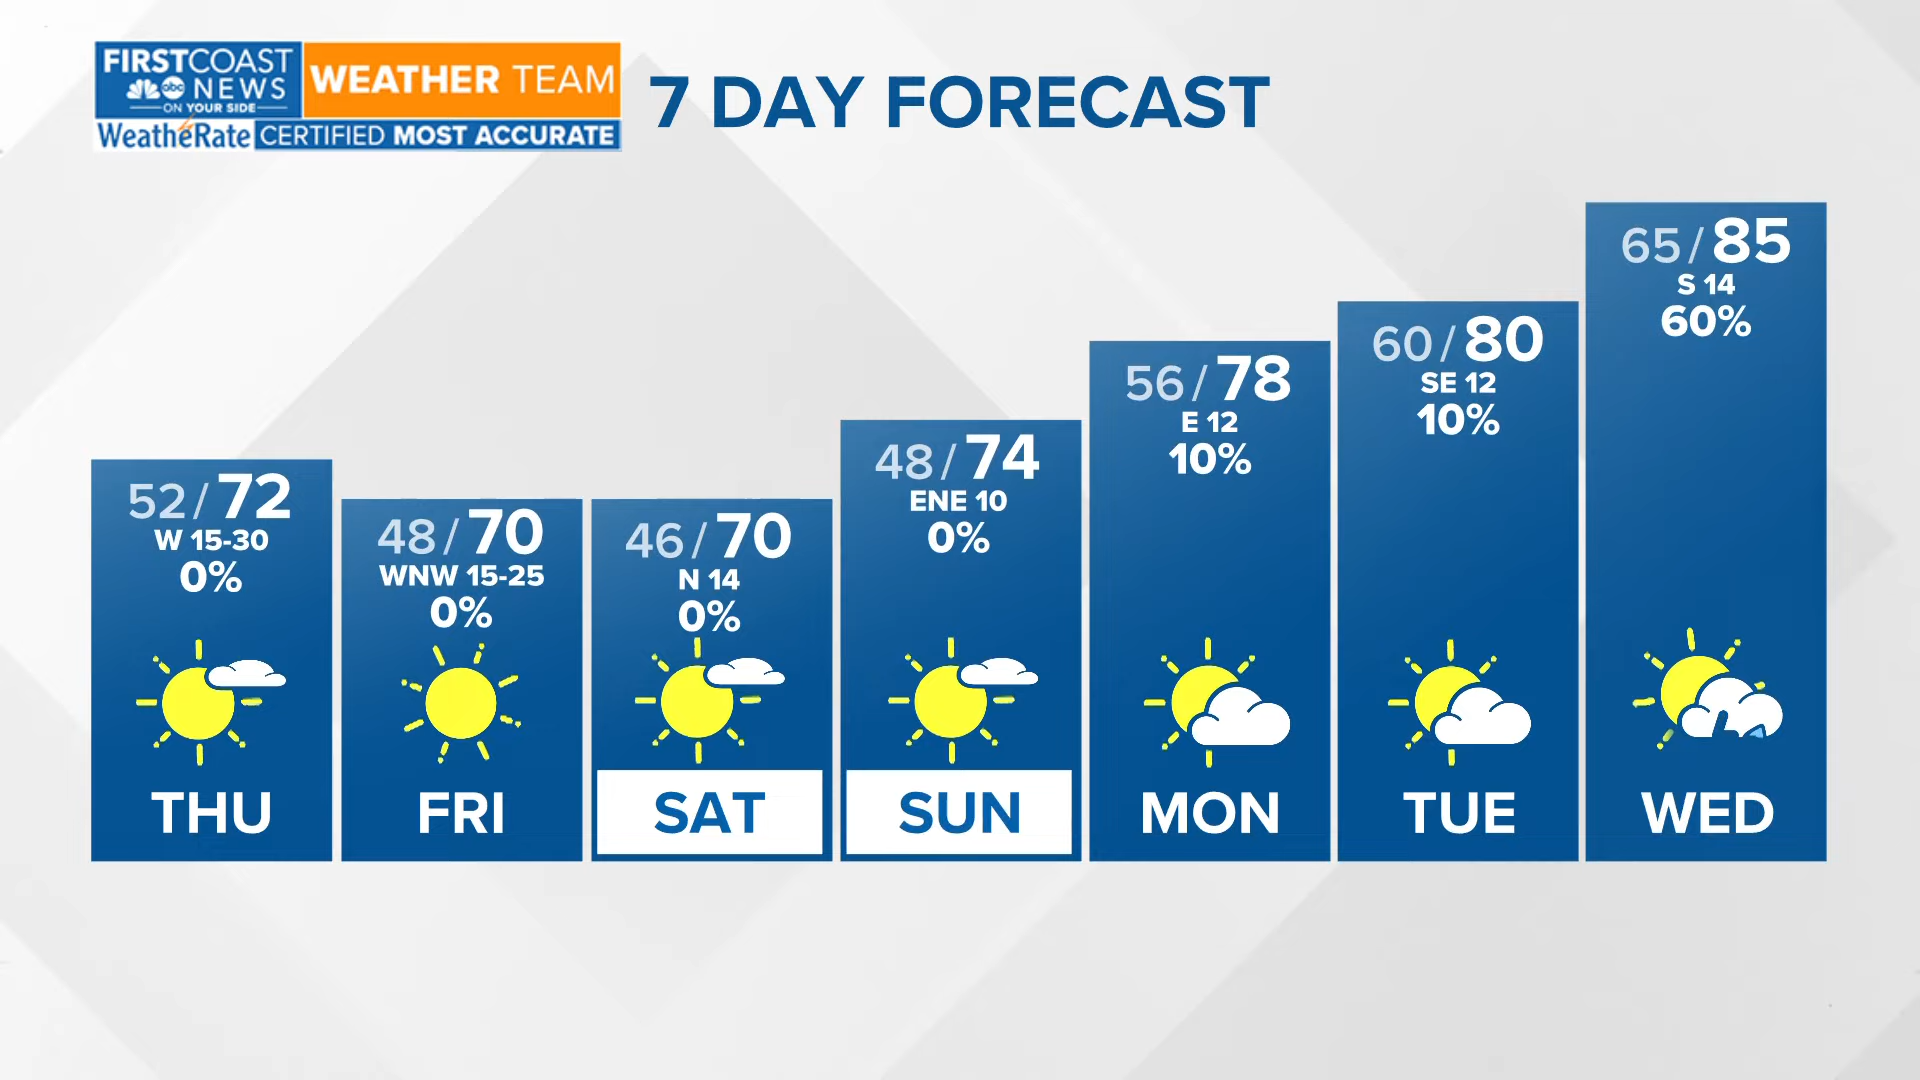 FIRSTCOAST
abc NEWS
ON YOUR SIDE
WEATHER TEAM
WeatheRate CERTIFIED MOST ACCURATE
7 DAY FORECAST
52/72
W 15-30
0%
THU
48/70
WNW 15-25
0%
FRI
46/70
N 14
0%
SAT
48/74
ENE 10
0%
SUN
56/78
E 12
10%
MON
60/80
SE 12
10%
TUE
65/85
S 14
60%
WED